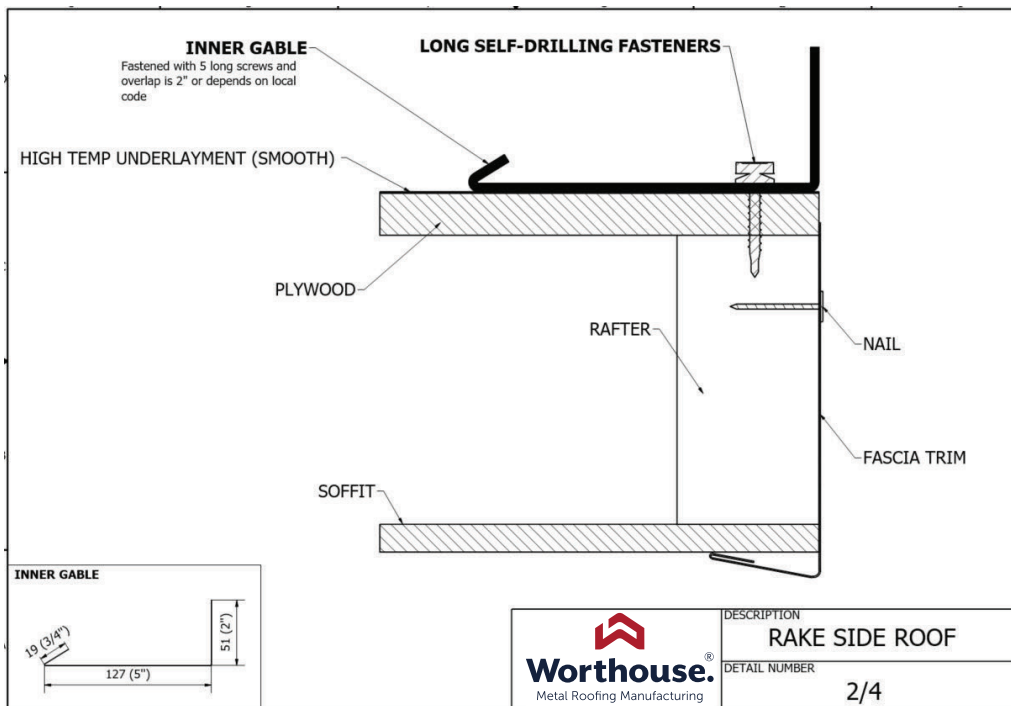 INNER GABLE
Fastened with 5 long screws and
overlap is 2" or depends on local
code
LONG SELF-DRILLING FASTENERS
HIGH TEMP UNDERLAYMENT (SMOOTH)
PLYWOOD
RAFTER
NAIL
FASCIA TRIM
SOFFIT
INNER GABLE
19 (3/4")
51 (2")
127 (5")
Worthouse.®
Metal Roofing Manufacturing
DESCRIPTION
RAKE SIDE ROOF
DETAIL NUMBER
2/4